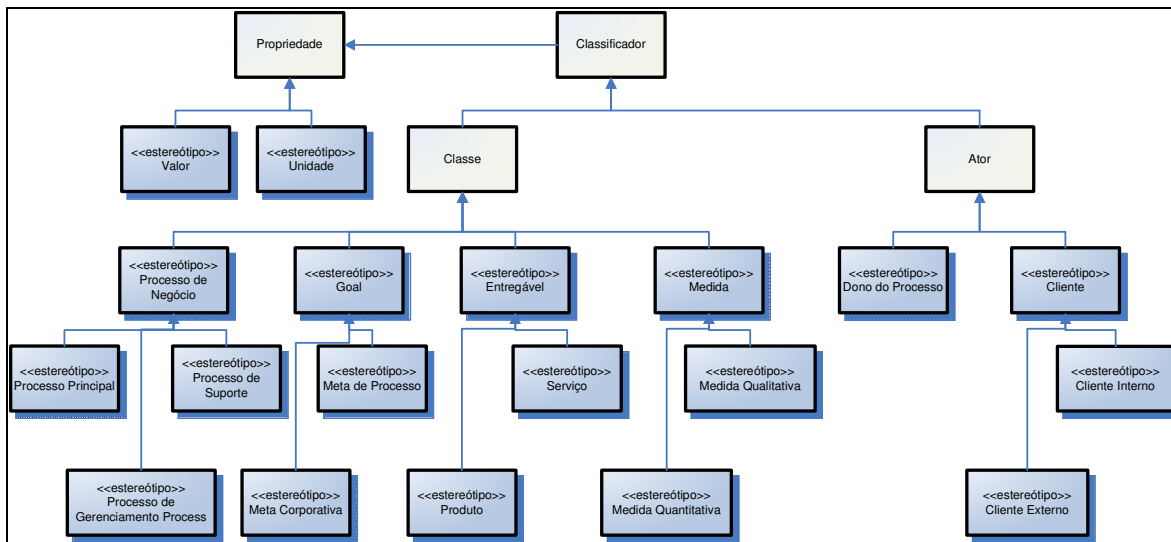 Propriedade
Classificador
<<estereótipo>>
Valor
<<estereótipo>>
Unidade
Classe
Ator
<<estereótipo>>
Processo de
Negócio
<<estereótipo>>
Goal
<<estereótipo>>
Entregável
<<estereótipo>>
Medida
<<estereótipo>>
Dono do Processo
<<estereótipo>>
Cliente
<<estereótipo>>
Processo Principal
<<estereótipo>>
Processo de
Suporte
<<estereótipo>>
Meta de Processo
<<estereótipo>>
Serviço
<<estereótipo>>
Medida Qualitativa
<<estereótipo>>
Cliente Interno
<<estereótipo>>
Processo de
Gerenciamento Process
<<estereótipo>>
Meta Corporativa
<<estereótipo>>
Produto
<<estereótipo>>
Medida Quantitativa
<<estereótipo>>
Cliente Externo